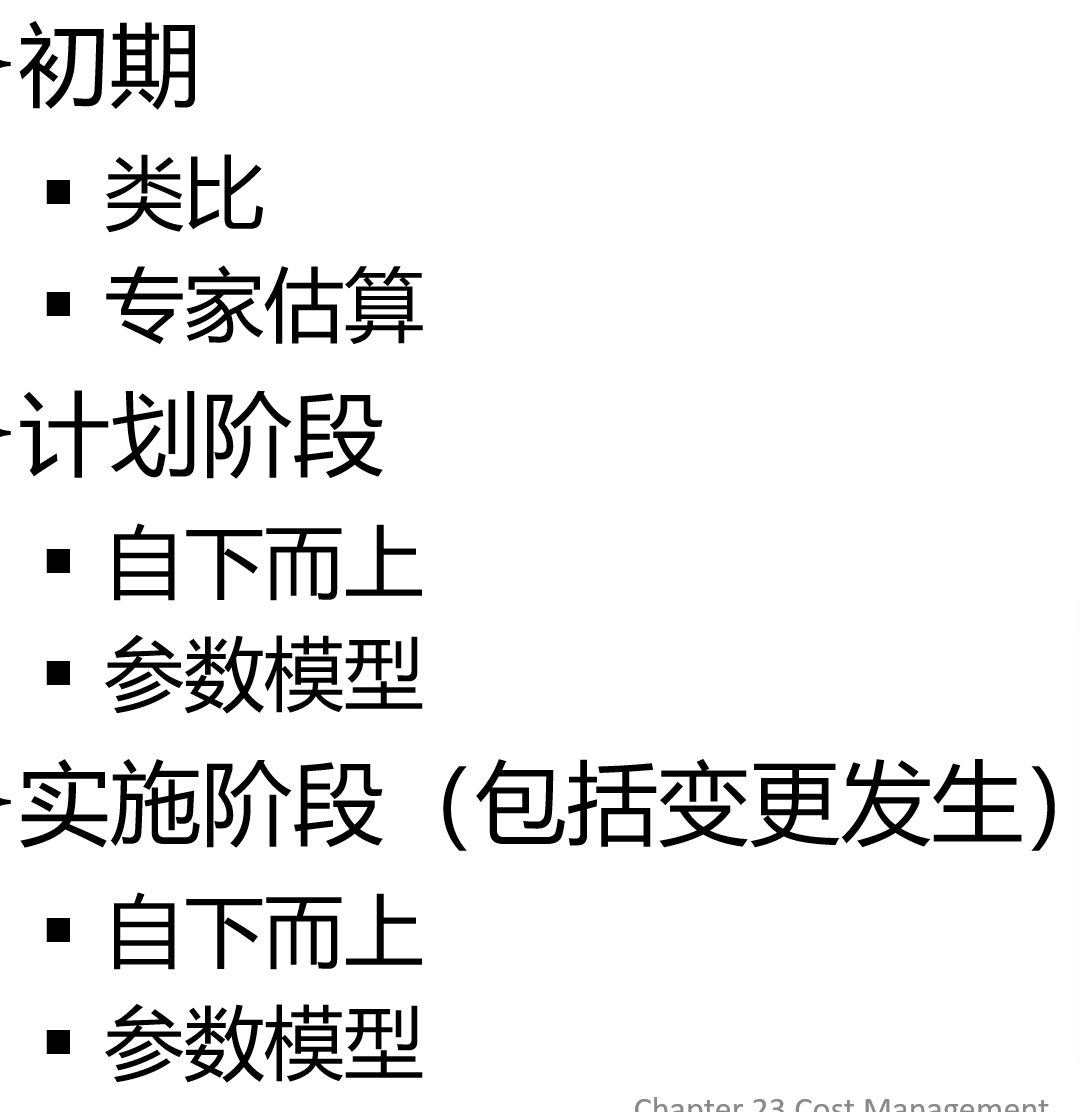 初期
类比
专家估算
计划阶段
自下而上
参数模型
实施阶段（包括变更发生）
自下而上
参数模型
Chapter 23 Cost Management